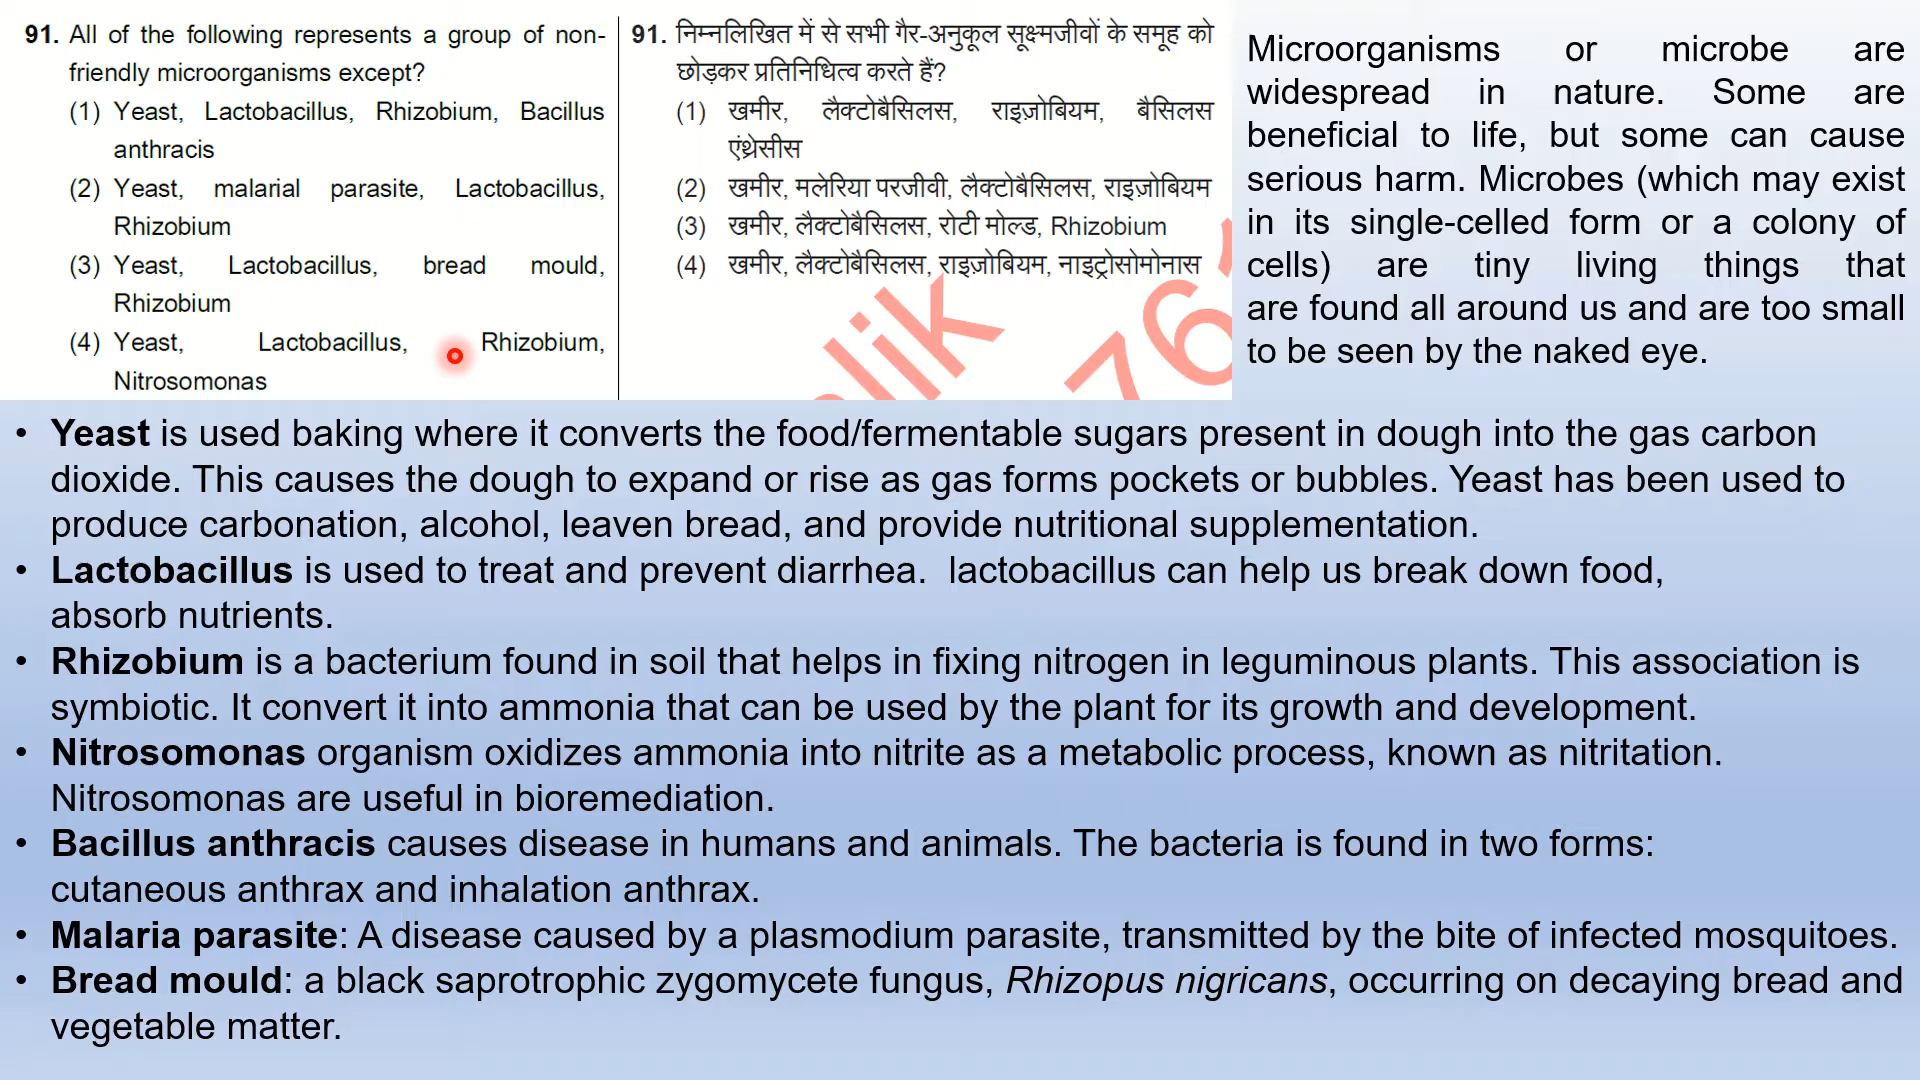 91. All of the following represents a group of non-
friendly microorganisms except?
(1) Yeast, Lactobacillus, Rhizobium, Bacillus
anthracis
(2) Yeast, malarial parasite, Lactobacillus,
Rhizobium
(3) Yeast, Lactobacillus, bread mould,
Rhizobium
(4) Yeast, Lactobacillus, Rhizobium,
Nitrosomonas
91. निम्नलिखित में से सभी गैर-अनुकूल सूक्ष्मजीवों के समूह को
छोड़कर प्रतिनिधित्व करते हैं?
(1) खमीर, लैक्टोबैसिलस, राइज़ोबियम, बैसिलस
एंथ्रेसीस
(2) खमीर, मलेरिया परजीवी, लैक्टोबैसिलस, राइज़ोबियम
(3) खमीर, लैक्टोबैसिलस, रोटी मोल्ड, Rhizobium
(4) खमीर, लैक्टोबैसिलस, राइज़ोबियम, नाइट्रोसोमोनास
lik
76
Microorganisms or microbe are
widespread in nature. Some are
beneficial to life, but some can cause
serious harm. Microbes (which may exist
in its single-celled form or a colony of
cells) are tiny living things that
are found all around us and are too small
to be seen by the naked eye.
• Yeast is used baking where it converts the food/fermentable sugars present in dough into the gas carbon
dioxide. This causes the dough to expand or rise as gas forms pockets or bubbles. Yeast has been used to
produce carbonation, alcohol, leaven bread, and provide nutritional supplementation.
• Lactobacillus is used to treat and prevent diarrhea. lactobacillus can help us break down food,
absorb nutrients.
• Rhizobium is a bacterium found in soil that helps in fixing nitrogen in leguminous plants. This association is
symbiotic. It convert it into ammonia that can be used by the plant for its growth and development.
• Nitrosomonas organism oxidizes ammonia into nitrite as a metabolic process, known as nitritation.
Nitrosomonas are useful in bioremediation.
• Bacillus anthracis causes disease in humans and animals. The bacteria is found in two forms:
cutaneous anthrax and inhalation anthrax.
• Malaria parasite: A disease caused by a plasmodium parasite, transmitted by the bite of infected mosquitoes.
• Bread mould: a black saprotrophic zygomycete fungus, Rhizopus nigricans, occurring on decaying bread and
vegetable matter.